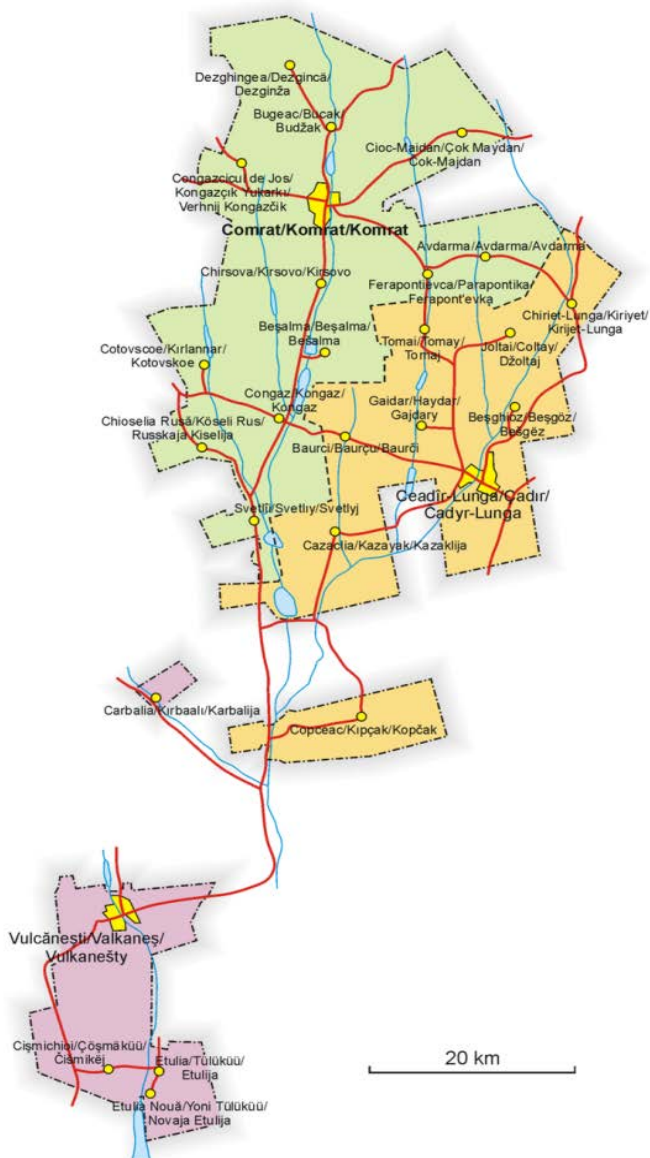 Dezghingea/Dezgincä/
Dezginža
Bugeac/Bucak/
Budžak
Cioc-Maidan/Çok Maydan/
Čok-Majdan
Congazcicul de Jos/
Kongazçık Yukarkı/
Verhnij Kongazčik
Comrat/Komrat/Komrat
Avdarma/Avdarma/Avdarma
Chirsova/Kirsovo/Kirsovo
Ferapontievca/Parapontika/
Ferapont'evka
Chiriet-Lunga/Kiriyet/
Kirijet-Lunga
Beşalma/Beşalma/
Bešalma
Tomai/Tomay/
Tomaj
Joltai/Coltay/
Džoltaj
Cotovscoe/Kırlannar/
Kotovskoe
Congaz/Kongaz/
Kongaz
Gaidar/Haydar/
Gajdary
Chioselia Rusă/Köseli Rus/
Russkaja Kiselija
Beşghioz/Beşgöz/
Bešgëz
Baurci/Baurçu/Baurči
Ceadîr-Lunga/Çadır/
Čadyr-Lunga
Svetlîi/Svetlıy/Svetlyj
Cazaclia/Kazayak/Kazaklija
Carbalia/Kırbaalı/Karbalija
Copceac/Kıpçak/Kopčak
Vulcăneşti/Valkaneş/
Vulkanešty
Cişmichioi/Çöşmäküü/
Čišmikëj
Etulia/Tülüküü/
Etulija
Etulia Nouă/Yoni Tülüküü/
Novaja Etulija
20 km